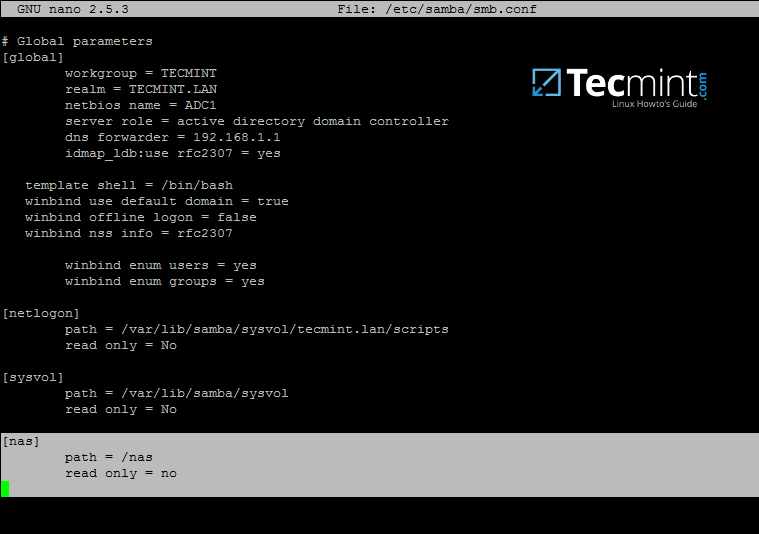 GNU nano 2.5.3 File: /etc/samba/smb.conf
# Global parameters
[global]
workgroup = TECMINT
realm = TECMINT.LAN
netbios name = ADC1
server role = active directory domain controller
dns forwarder = 192.168.1.1
idmap_ldb:use rfc2307 = yes
template shell = /bin/bash
winbind use default domain = true
winbind offline logon = false
winbind nss info = rfc2307
winbind enum users = yes
winbind enum groups = yes
[netlogon]
path = /var/lib/samba/sysvol/tecmint.lan/scripts
read only = No
[sysvol]
path = /var/lib/samba/sysvol
read only = No
[nas]
path = /nas
read only = no
Tecmint.com
Linux Howto's Guide